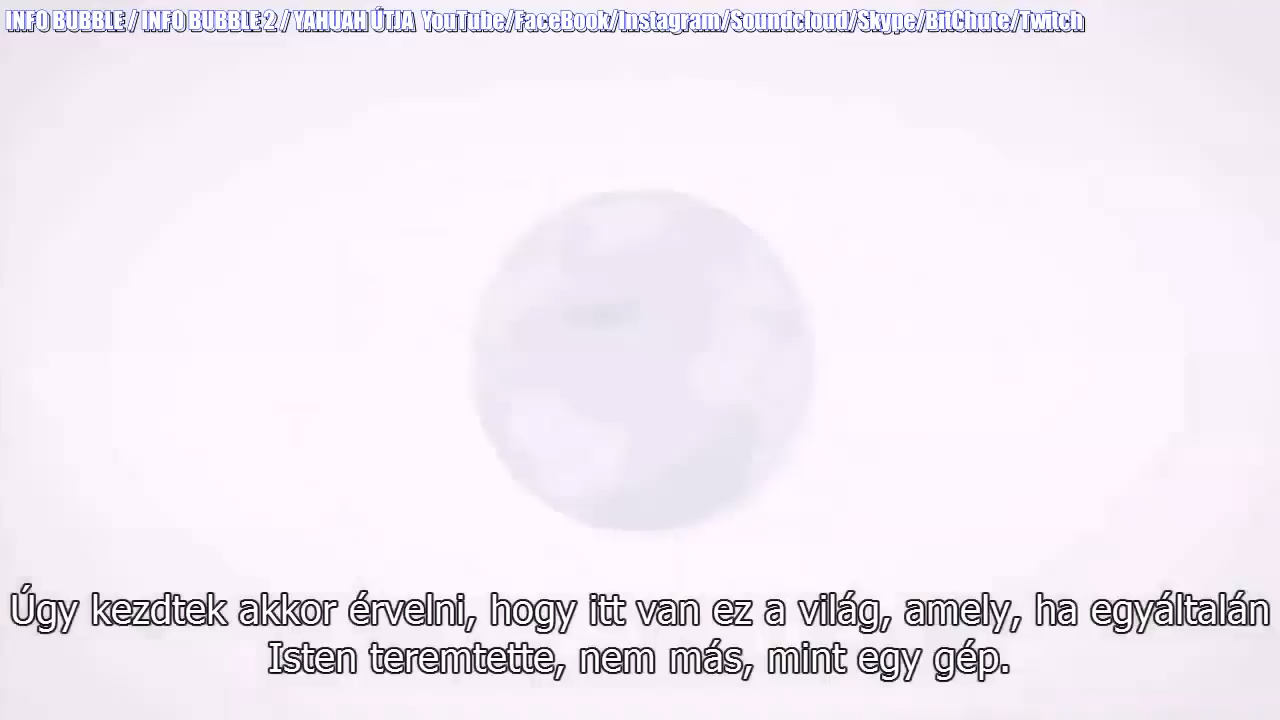 INFO BUBBLE / INFO BUBBLE 2 / YAHUAH ÚTJA YouTube/FaceBook/Instagram/Soundcloud/Skype/BitChute/Twitch
Úgy kezdtek akkor érvelni, hogy itt van ez a világ, amely, ha egyáltalán
Isten teremtette, nem más, mint egy gép.